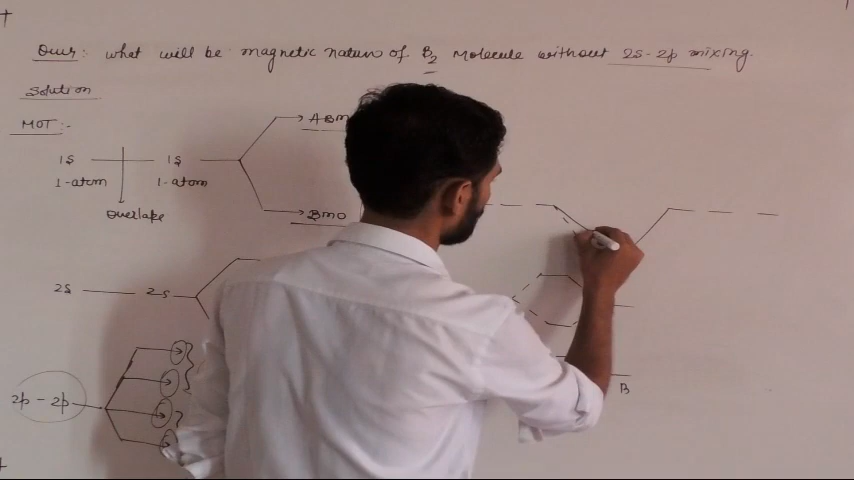 Ques: what will be magnetic nature of B2 Molecule without 2s-2p mixing.
Solution
MOT:-
1s 1s ABM
1-atom 1-atom
overlape BMO
2s 2s
2p - 2p
B